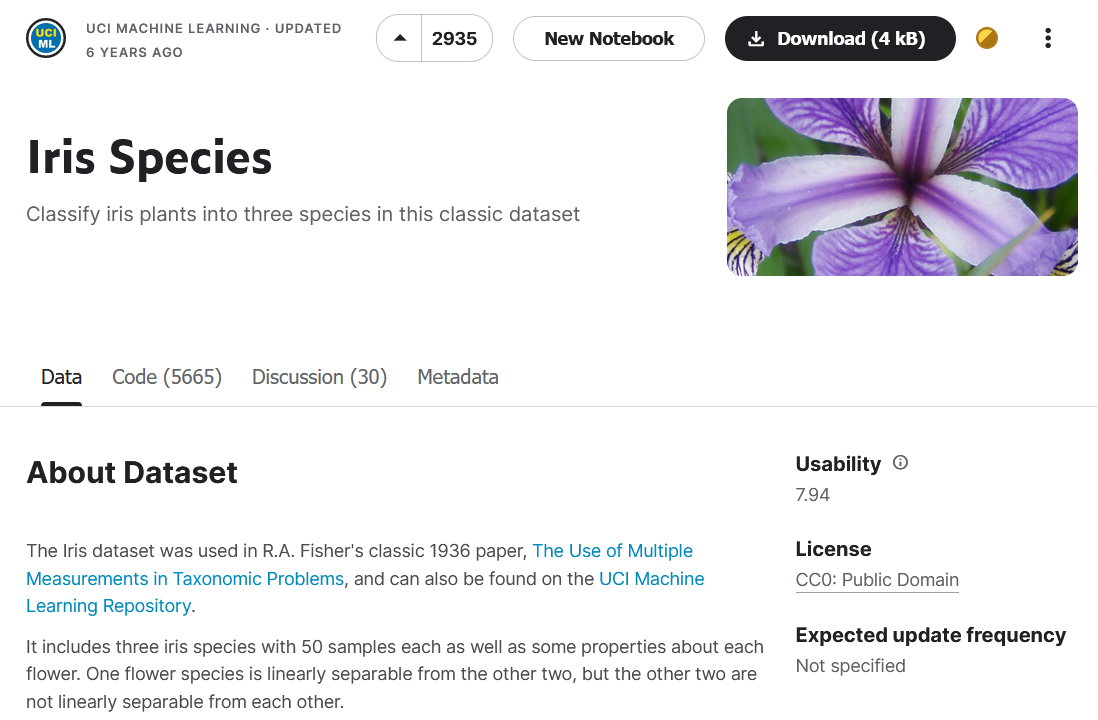 UCI
ML
UCI MACHINE LEARNING · UPDATED
6 YEARS AGO
2935
New Notebook
Download (4 kB)
Iris Species
Classify iris plants into three species in this classic dataset
Data
Code (5665)
Discussion (30)
Metadata
About Dataset
The Iris dataset was used in R.A. Fisher's classic 1936 paper, The Use of Multiple
Measurements in Taxonomic Problems, and can also be found on the UCI Machine
Learning Repository.
It includes three iris species with 50 samples each as well as some properties about each
flower. One flower species is linearly separable from the other two, but the other two are
not linearly separable from each other.
Usability
7.94
License
CC0: Public Domain
Expected update frequency
Not specified